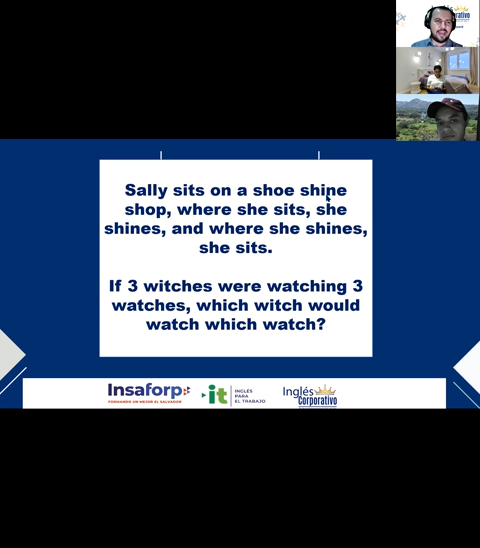 Sally sits on a shoe shine
shop, where she sits, she
shines, and where she shines,
she sits.
If 3 witches were watching 3
watches, which witch would
watch which watch?
Insaforp
FORMANDO UN MEJOR EL SALVADOR
it
INGLÉS
PARA
EL TRABAJO
Inglés
Corporativo